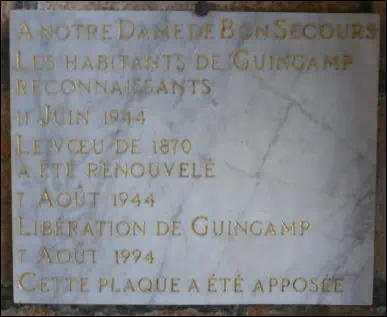 A NOTRE DAME DE BON SECOURS
LES HABITANTS DE GUINGAMP
RECONNAISSANTS
11 JUIN 1944
LE VŒU DE 1870
A ÉTÉ RENOUVELÉ
7 AOÛT 1944
LIBÉRATION DE GUINGAMP
7 AOÛT 1994
CETTE PLAQUE A ÉTÉ APPOSÉE